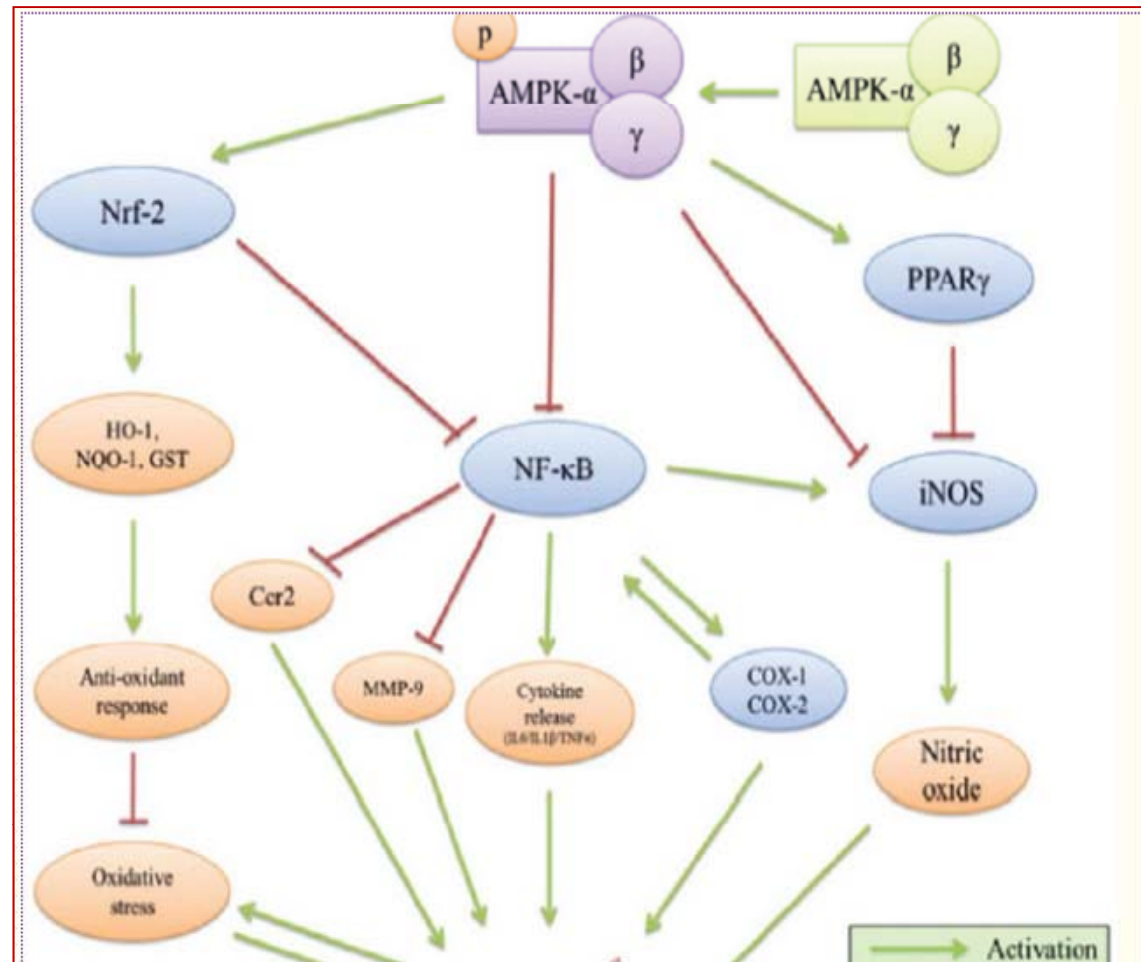 p
β
AMPK-α
γ
β
AMPK-α
γ
Nrf-2
PPARγ
HO-1,
NQO-1, GST
NF-κB
iNOS
Ccr2
Anti-oxidant
response
MMP-9
Cytokine
release
(IL6/IL1β/TNFα)
COX-1
COX-2
Nitric
oxide
Oxidative
stress
Activation